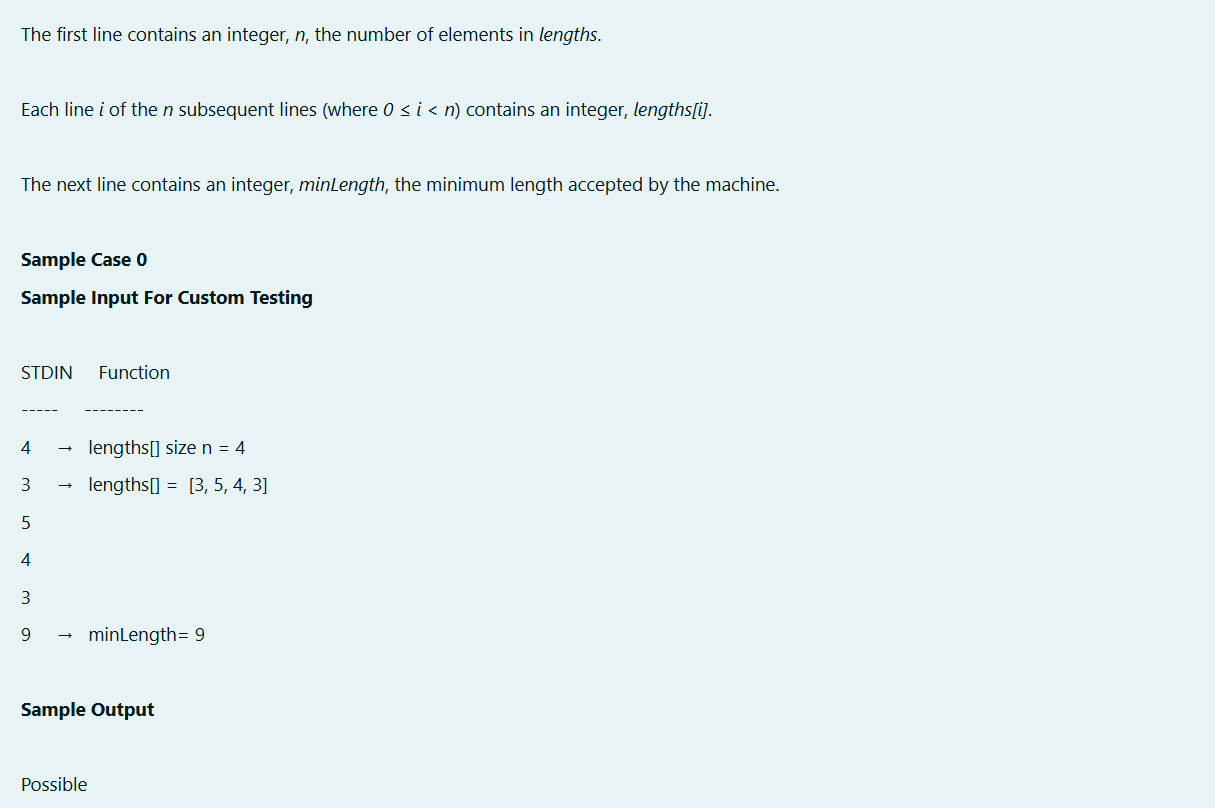 The first line contains an integer, n, the number of elements in lengths.
Each line i of the n subsequent lines (where 0 ≤ i < n) contains an integer, lengths[i].
The next line contains an integer, minLength, the minimum length accepted by the machine.
Sample Case 0
Sample Input For Custom Testing
STDIN Function
----- --------
4 → lengths[] size n = 4
3 → lengths[] = [3, 5, 4, 3]
5
4
3
9 → minLength= 9
Sample Output
Possible